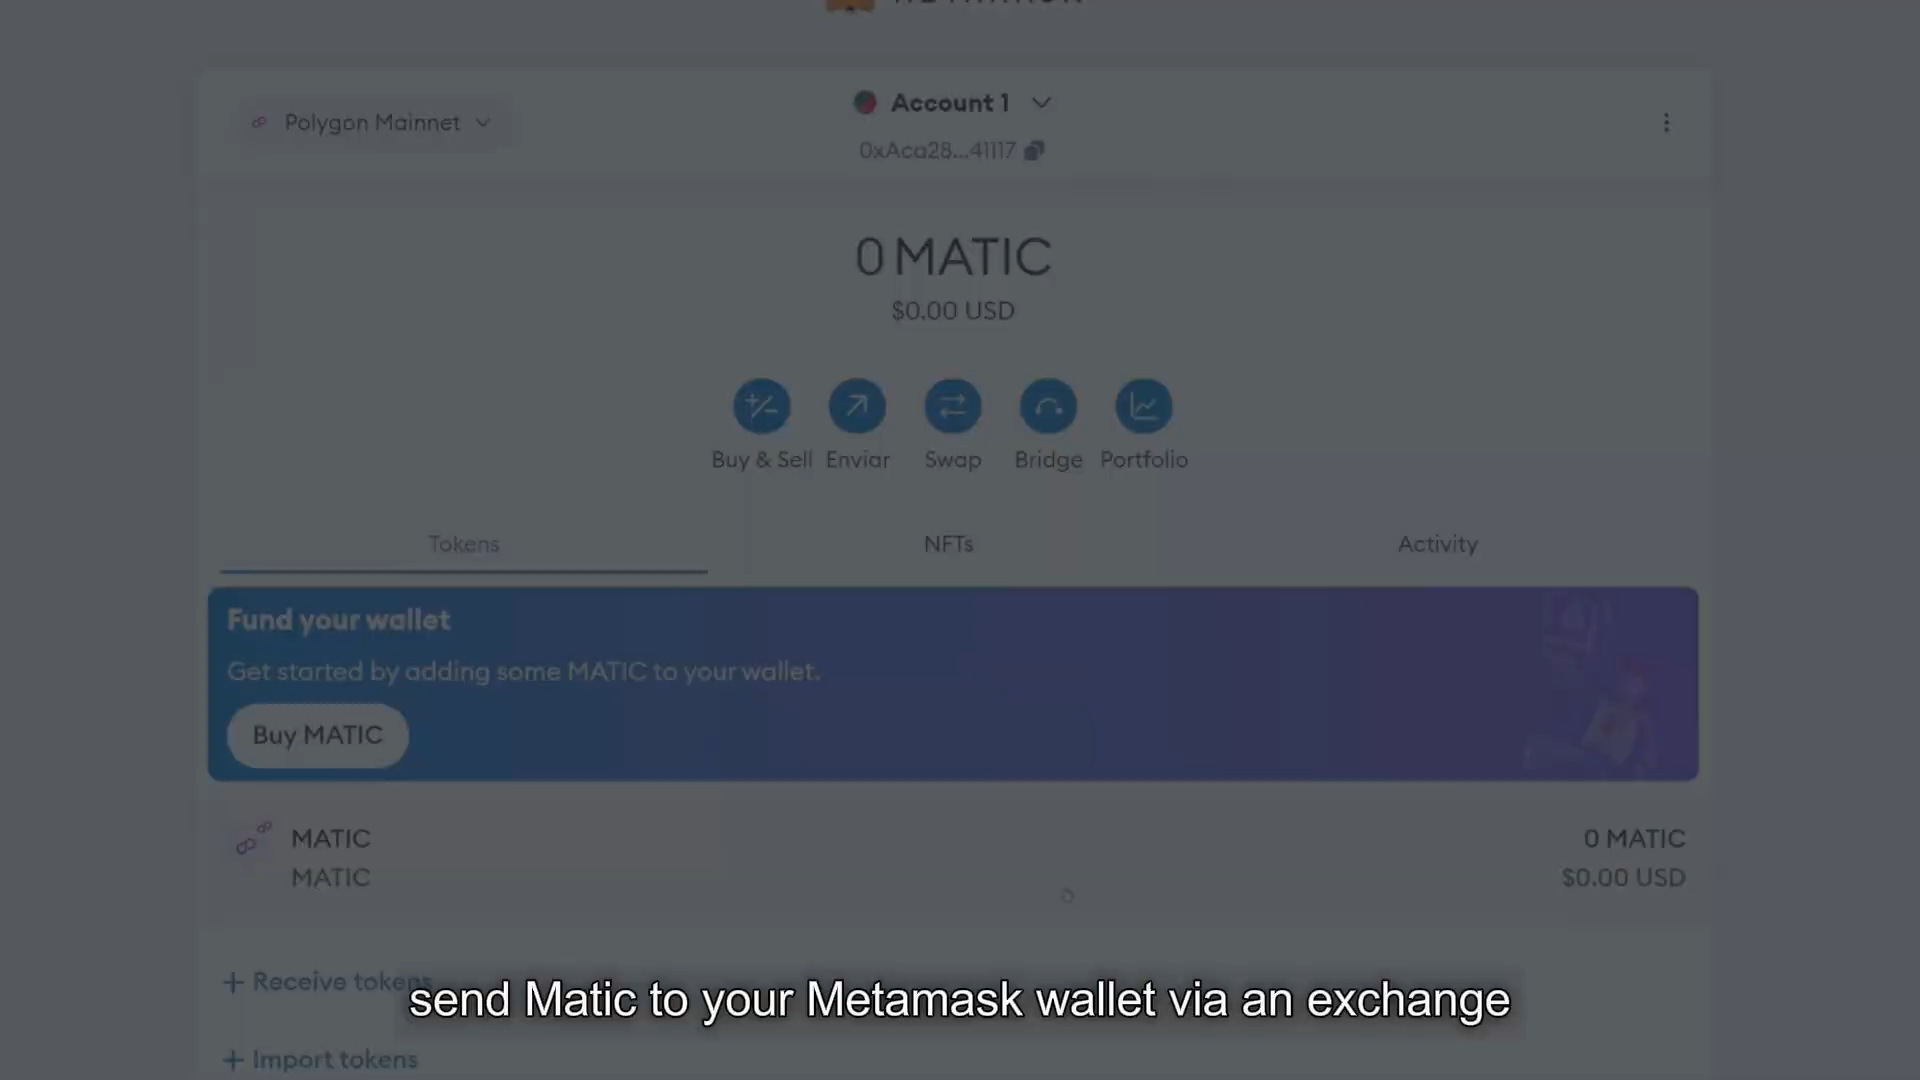 Polygon Mainnet
Account 1
0xAca28...41117
0 MATIC
$0.00 USD
Buy & Sell Enviar Swap Bridge Portfolio
Tokens NFTs Activity
Fund your wallet
Get started by adding some MATIC to your wallet.
Buy MATIC
MATIC 0 MATIC
MATIC $0.00 USD
+ Receive tokens
send Matic to your Metamask wallet via an exchange
+ Import tokens